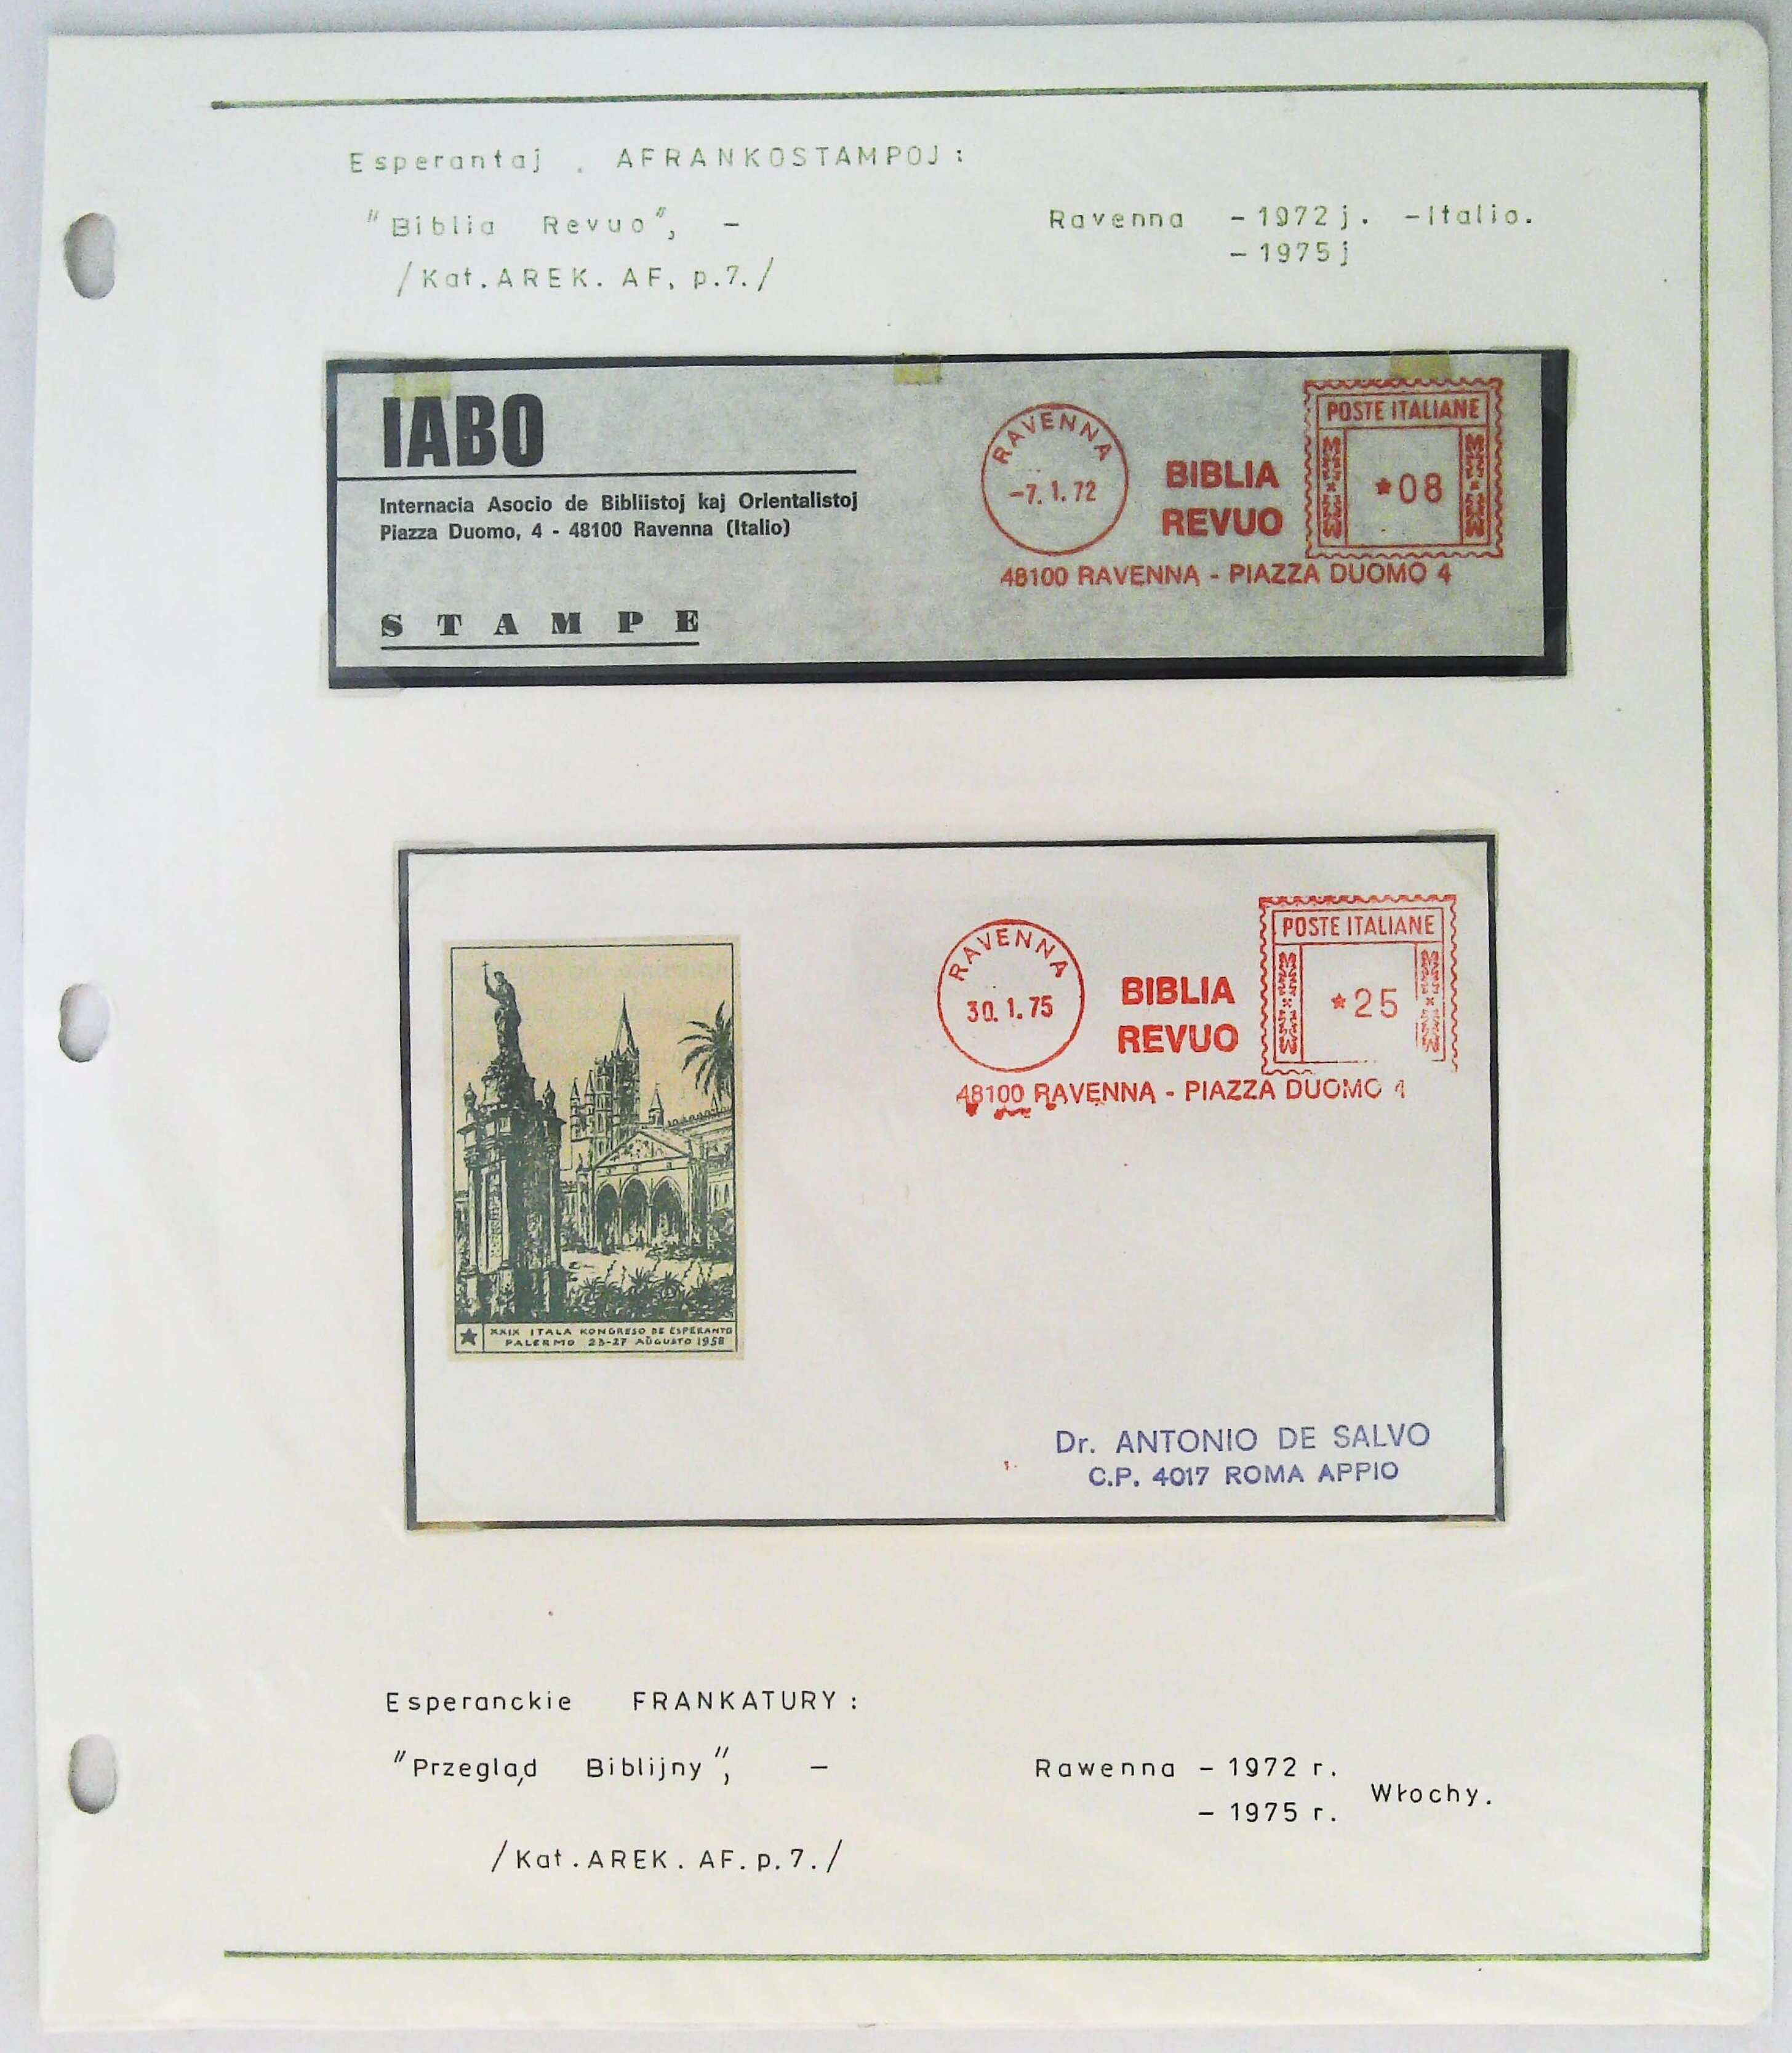 Esperantaj . AFRANKOSTAMPOJ :
"Biblia Revuo", -
Ravenna - 1972 j. - Italio.
- 1975 j
/Kat. AREK. AF, p.7./
IABO
Internacia Asocio de Bibliistoj kaj Orientalistoj
Piazza Duomo, 4 - 48100 Ravenna (Italio)
STAMPE
RAVENNA
-7. 1. 72
BIBLIA
REVUO
POSTE ITALIANE
*08
48100 RAVENNA - PIAZZA DUOMO 4
RAVENNA
30. 1. 75
BIBLIA
REVUO
POSTE ITALIANE
*25
48100 RAVENNA - PIAZZA DUOMO 4
XXIX ITALA KONGRESO DE ESPERANTO
PALERMO 23-27 AŬGUSTO 1958
Dr. ANTONIO DE SALVO
C.P. 4017 ROMA APPIO
Esperanckie FRANKATURY :
"Przegląd Biblijny", -
Rawenna - 1972 r.
- 1975 r.
Włochy.
/Kat. AREK. AF. p. 7. /